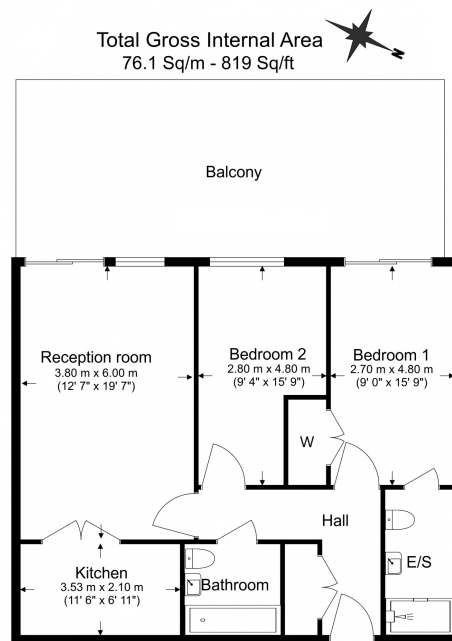 Total Gross Internal Area
76.1 Sq/m - 819 Sq/ft
N
Balcony
Reception room
3.80 m x 6.00 m
(12' 7" x 19' 7")
Bedroom 2
2.80 m x 4.80 m
(9' 4" x 15' 9")
Bedroom 1
2.70 m x 4.80 m
(9' 0" x 15' 9")
W
Hall
Kitchen
3.53 m x 2.10 m
(11' 6" x 6' 11")
Bathroom
E/S